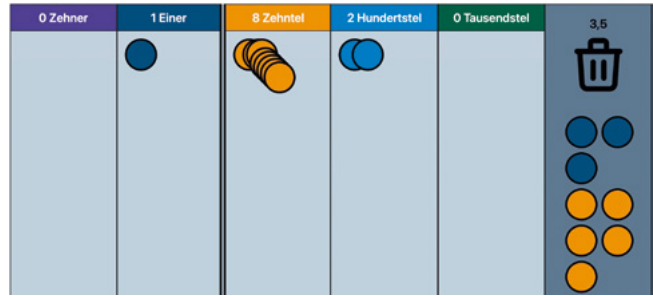 0 Zehner
1 Einer
8 Zehntel
2 Hundertstel
0 Tausendstel
3,5